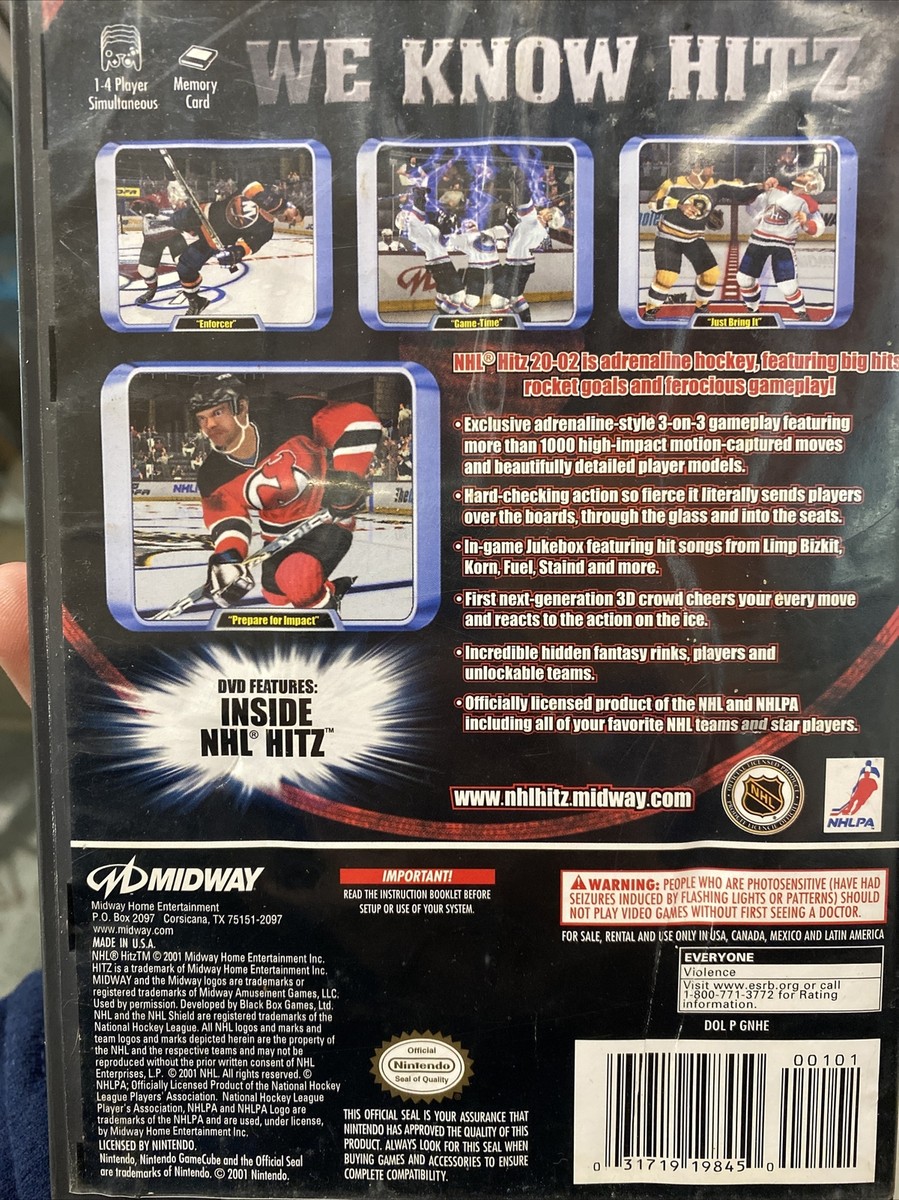 WE KNOW HITZ
1-4 Player
Simultaneous
Memory
Card
"Enforcer"
"Game-Time"
"Just Bring It"
"Prepare for Impact"
NHL® Hitz 20-02 is adrenaline hockey, featuring big hits
rocket goals and ferocious gameplay!
•Exclusive adrenaline-style 3-on-3 gameplay featuring
more than 1000 high-impact motion-captured moves
and beautifully detailed player models.
•Hard-checking action so fierce it literally sends players
over the boards, through the glass and into the seats.
•In-game Jukebox featuring hit songs from Limp Bizkit,
Korn, Fuel, Staind and more.
•First next-generation 3D crowd cheers your every move
and reacts to the action on the ice.
•Incredible hidden fantasy rinks, players and
unlockable teams.
•Officially licensed product of the NHL and NHLPA
including all of your favorite NHL teams and star players.
DVD FEATURES:
INSIDE
NHL® HITZ™
www.nhlhitz.midway.com
NHL
NHLPA
MIDWAY
Midway Home Entertainment
P.O. Box 2097 Corsicana, TX 75151-2097
www.midway.com
MADE IN U.S.A.
NHL® HitzTM © 2001 Midway Home Entertainment Inc.
HITZ is a trademark of Midway Home Entertainment Inc.
MIDWAY and the Midway logos are trademarks or
registered trademarks of Midway Amusement Games, LLC.
Used by permission. Developed by Black Box Games, Ltd.
NHL and the NHL Shield are registered trademarks of the
National Hockey League. All NHL logos and marks and
team logos and marks depicted herein are the property of
the NHL and the respective teams and may not be
reproduced without the prior written consent of NHL
Enterprises, L.P. © 2001 NHL. All rights reserved. ©
NHLPA; Officially Licensed Product of the National Hockey
League Players' Association. National Hockey League
Player's Association, NHLPA and NHLPA Logo are
trademarks of the NHLPA and are used, under license,
by Midway Home Entertainment Inc.
LICENSED BY NINTENDO.
Nintendo, Nintendo GameCube and the Official Seal
are trademarks of Nintendo. © 2001 Nintendo.
IMPORTANT!
READ THE INSTRUCTION BOOKLET BEFORE
SETUP OR USE OF YOUR SYSTEM.
Official
Nintendo
Seal of Quality
THIS OFFICIAL SEAL IS YOUR ASSURANCE THAT
NINTENDO HAS APPROVED THE QUALITY OF THIS
PRODUCT. ALWAYS LOOK FOR THIS SEAL WHEN
BUYING GAMES AND ACCESSORIES TO ENSURE
COMPLETE COMPATIBILITY.
WARNING: PEOPLE WHO ARE PHOTOSENSITIVE (HAVE HAD
SEIZURES INDUCED BY FLASHING LIGHTS OR PATTERNS) SHOULD
NOT PLAY VIDEO GAMES WITHOUT FIRST SEEING A DOCTOR.
FOR SALE, RENTAL AND USE ONLY IN USA, CANADA, MEXICO AND LATIN AMERICA
EVERYONE
Violence
Visit www.esrb.org or call
1-800-771-3772 for Rating
information.
DOL P GNHE
00101
0 31719 19845 0